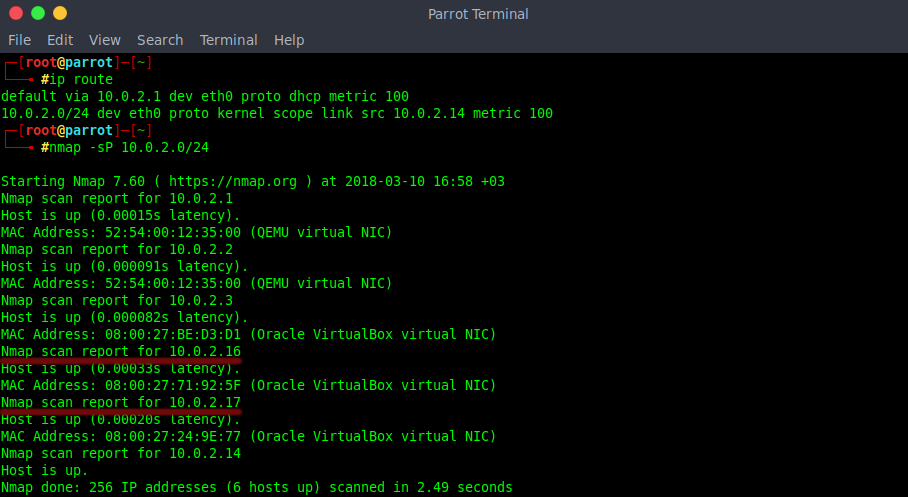 Parrot Terminal
File Edit View Search Terminal Help
┌─[root@parrot]─[~]
└──╼ #ip route
default via 10.0.2.1 dev eth0 proto dhcp metric 100
10.0.2.0/24 dev eth0 proto kernel scope link src 10.0.2.14 metric 100
┌─[root@parrot]─[~]
└──╼ #nmap -sP 10.0.2.0/24
Starting Nmap 7.60 ( https://nmap.org ) at 2018-03-10 16:58 +03
Nmap scan report for 10.0.2.1
Host is up (0.00015s latency).
MAC Address: 52:54:00:12:35:00 (QEMU virtual NIC)
Nmap scan report for 10.0.2.2
Host is up (0.000091s latency).
MAC Address: 52:54:00:12:35:00 (QEMU virtual NIC)
Nmap scan report for 10.0.2.3
Host is up (0.000082s latency).
MAC Address: 08:00:27:BE:D3:D1 (Oracle VirtualBox virtual NIC)
Nmap scan report for 10.0.2.16
Host is up (0.00033s latency).
MAC Address: 08:00:27:71:92:5F (Oracle VirtualBox virtual NIC)
Nmap scan report for 10.0.2.17
Host is up (0.00020s latency).
MAC Address: 08:00:27:24:9E:77 (Oracle VirtualBox virtual NIC)
Nmap scan report for 10.0.2.14
Host is up.
Nmap done: 256 IP addresses (6 hosts up) scanned in 2.49 seconds